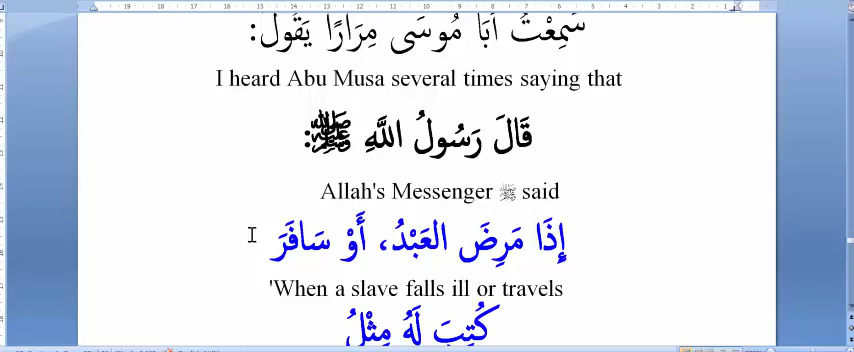 سَمِعْتُ أَبَا مُوسَى مِرَارًا يَقُولُ:
I heard Abu Musa several times saying that
قَالَ رَسُولُ اللَّهِ ﷺ:
Allah's Messenger ﷺ said
إِذَا مَرِضَ العَبْدُ، أَوْ سَافَرَ
'When a slave falls ill or travels
كُتِبَ لَهُ مِثْلُ